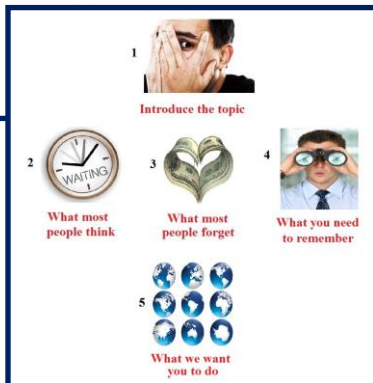 1
Introduce the topic
2
WAITING
What most
people think
3
What most
people forget
4
What you need
to remember
5
What we want
you to do